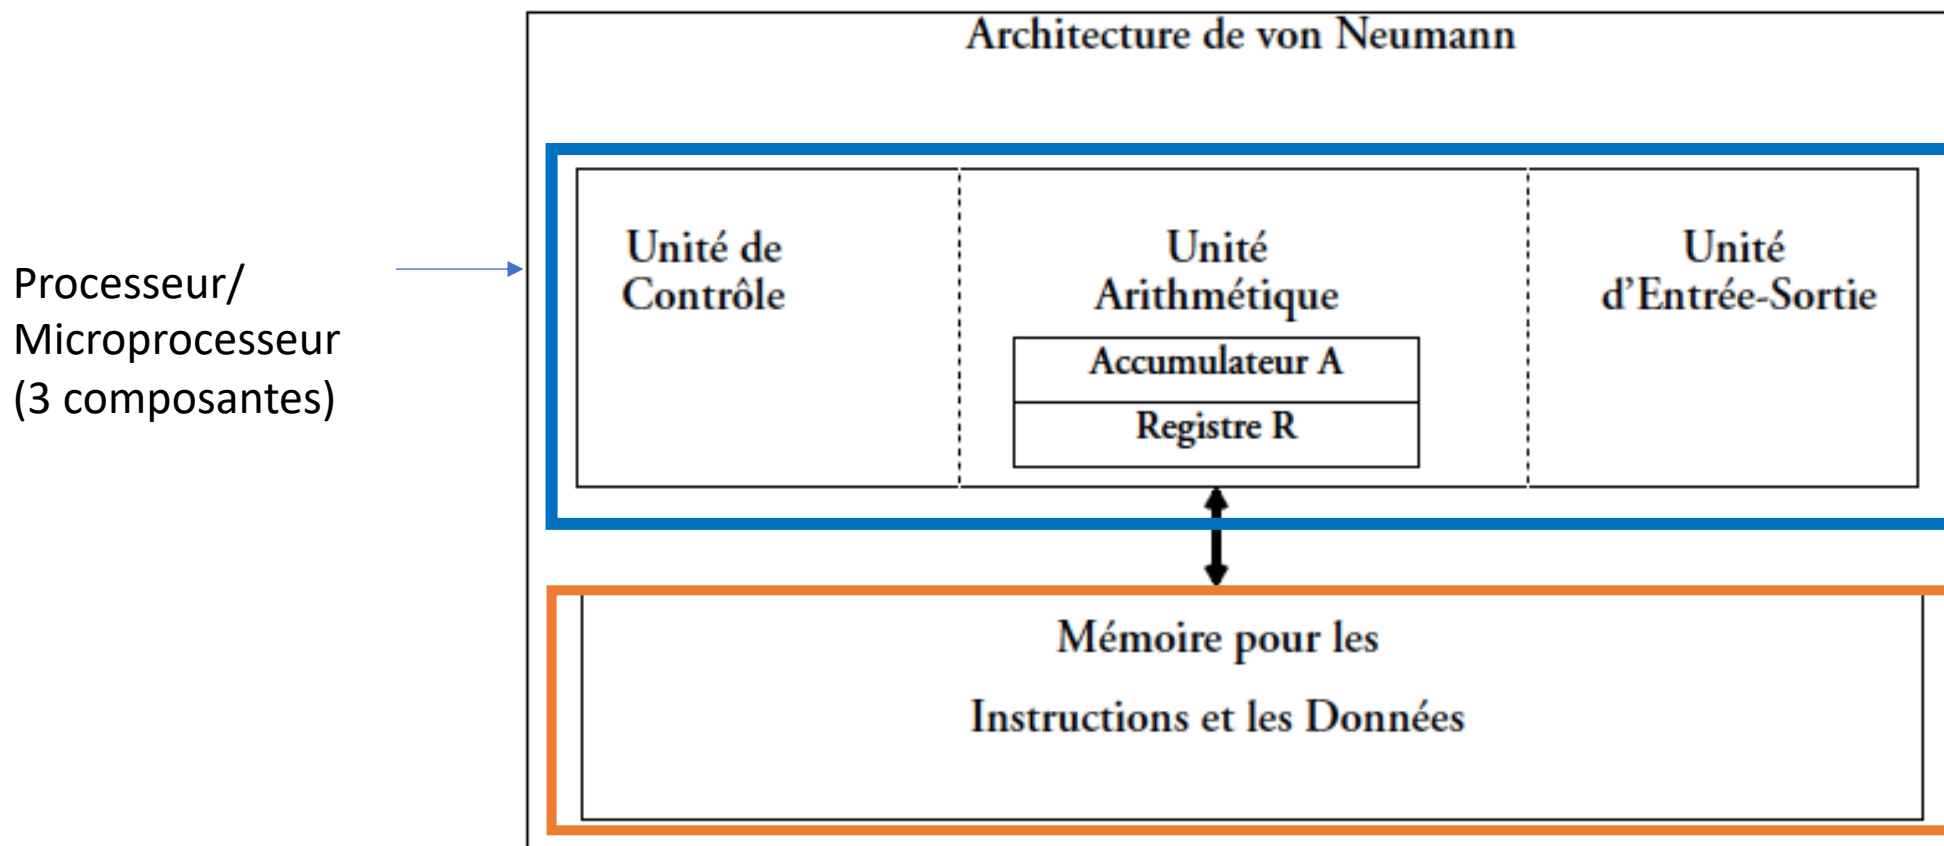 Architecture de von Neumann
Processeur/
Microprocesseur
(3 composantes)
Unité de
Contrôle
Unité
Arithmétique
Accumulateur A
Registre R
Unité
d'Entrée-Sortie
Mémoire pour les
Instructions et les Données